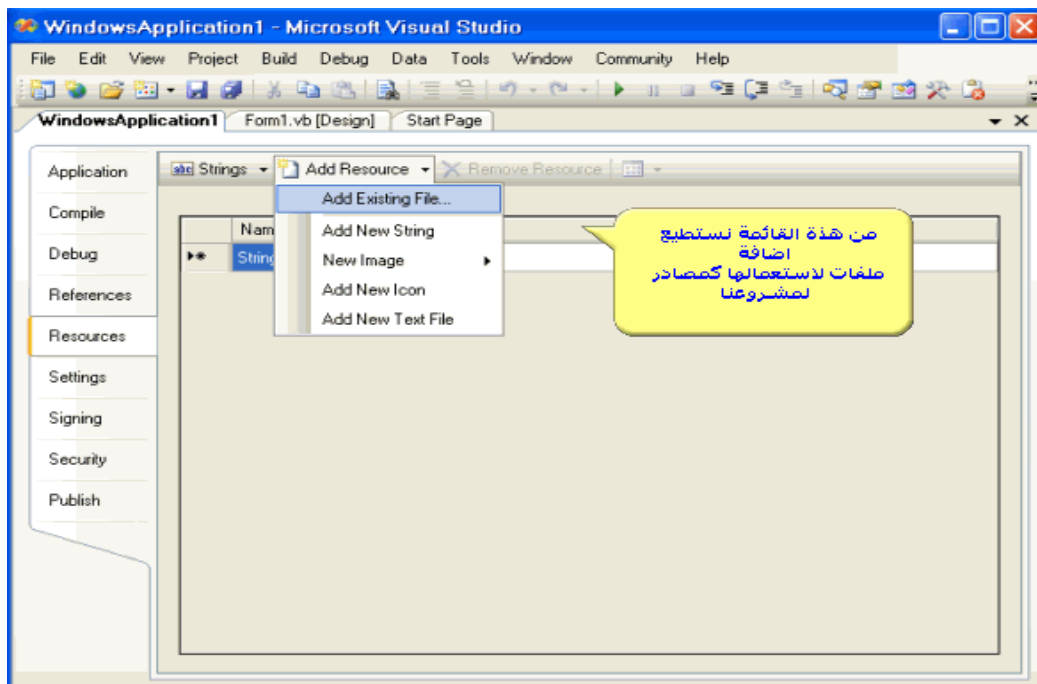 WindowsApplication1 - Microsoft Visual Studio
File Edit View Project Build Debug Data Tools Window Community Help
WindowsApplication1 Form1.vb [Design] Start Page
Application
Compile
Debug
References
Resources
Settings
Signing
Security
Publish
abc Strings Add Resource Remove Resource
Add Existing File...
Add New String
New Image
Add New Icon
Add New Text File
Nam
String
من هذة القائمة نستطيع
اضافة
ملفات لاستعمالها كمصادر
لمشروعنا